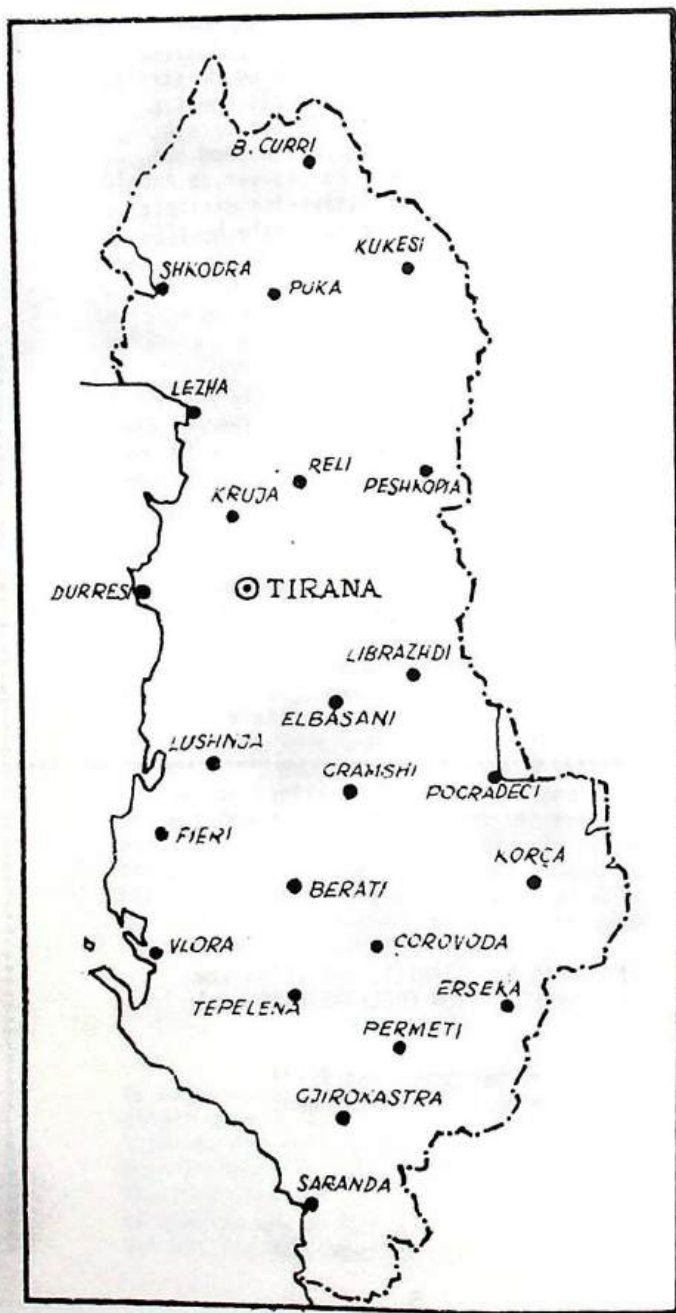 B. CURRI
KUKESI
SHKODRA
PUKA
LEZHA
RELI
PESHKOPIA
KRUJA
DURRESI
TIRANA
LIBRAZHDI
ELBASANI
LUSHNJA
GRAMSHI
POGRADECI
FIERI
KORÇA
BERATI
VLORA
COROVODA
TEPELENA
ERSEKA
PERMETI
GJIROKASTRA
SARANDA